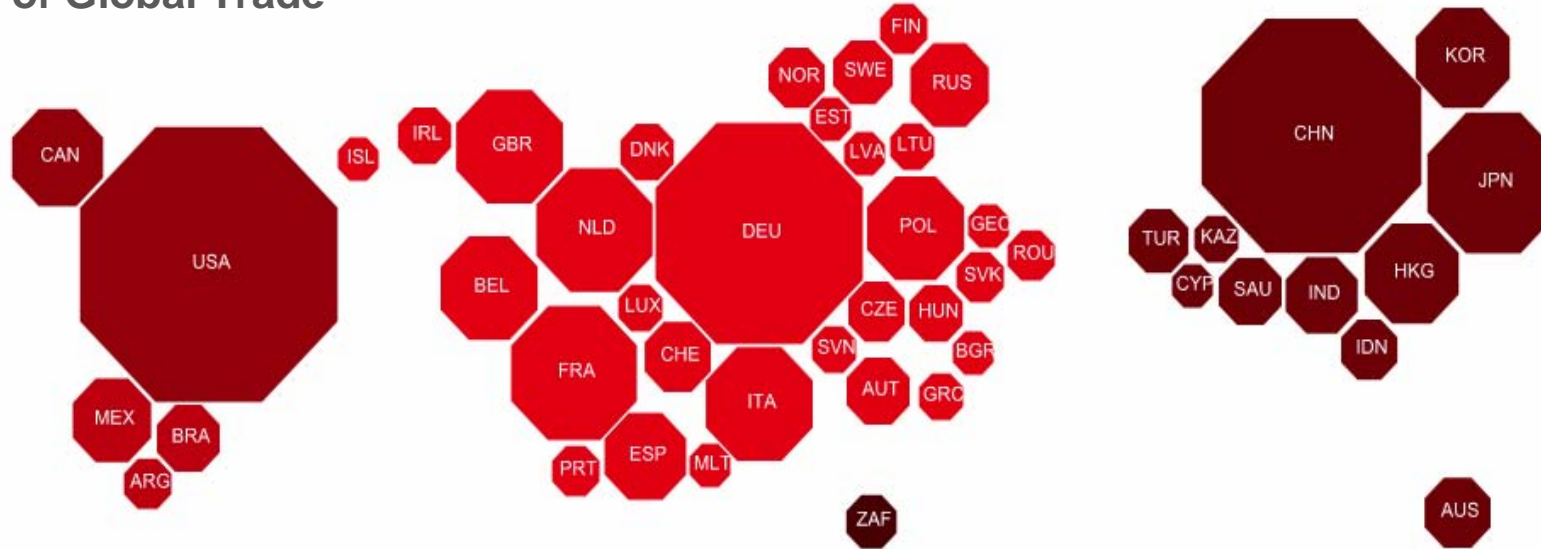 of Global Trade
FIN
KOR
NOR
SWE
RUS
EST
CAN
ISL
IRL
GBR
DNK
LVA
LTU
CHN
JPN
USA
NLD
DEU
POL
GEO
ROU
TUR
KAZ
HKG
BEL
LUX
SVK
CYP
SAU
IND
CZE
HUN
IDN
FRA
CHE
SVN
BGR
MEX
BRA
ITA
AUT
GRC
ARG
PRT
ESP
MLT
ZAF
AUS